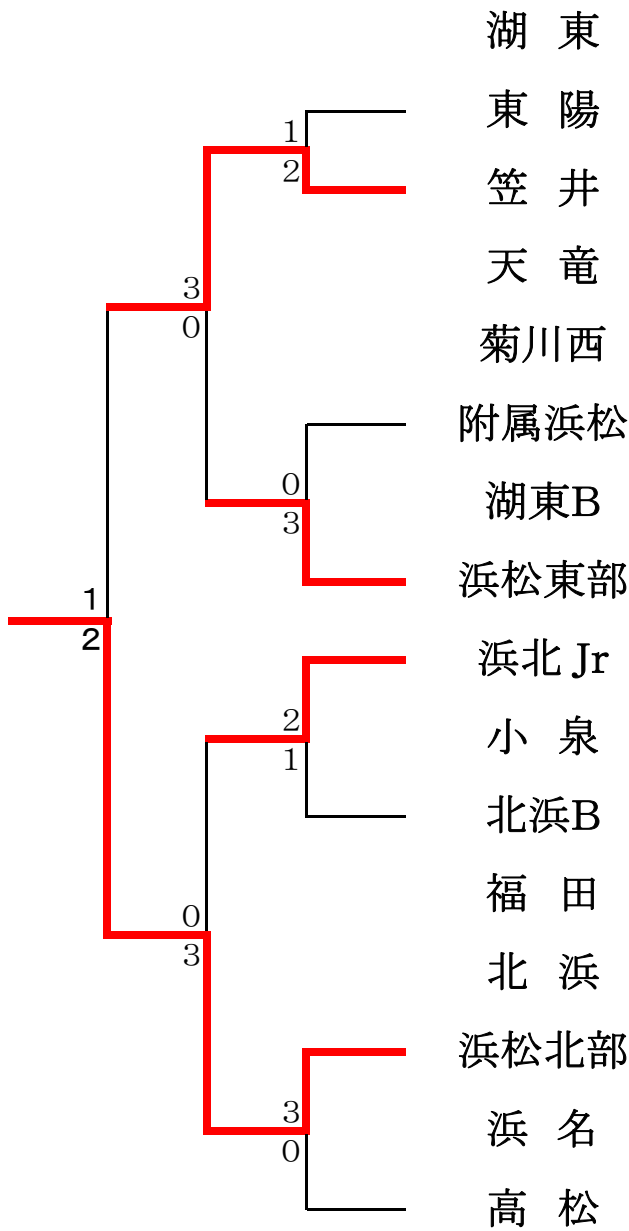 湖 東
東 陽
1
2
笠 井
天 竜
3
0
菊川西
附属浜松
0
湖東B
3
浜松東部
1
2
浜北 Jr
2
小 泉
1
北浜B
福 田
0
3
北 浜
浜松北部
3
0
浜 名
高 松